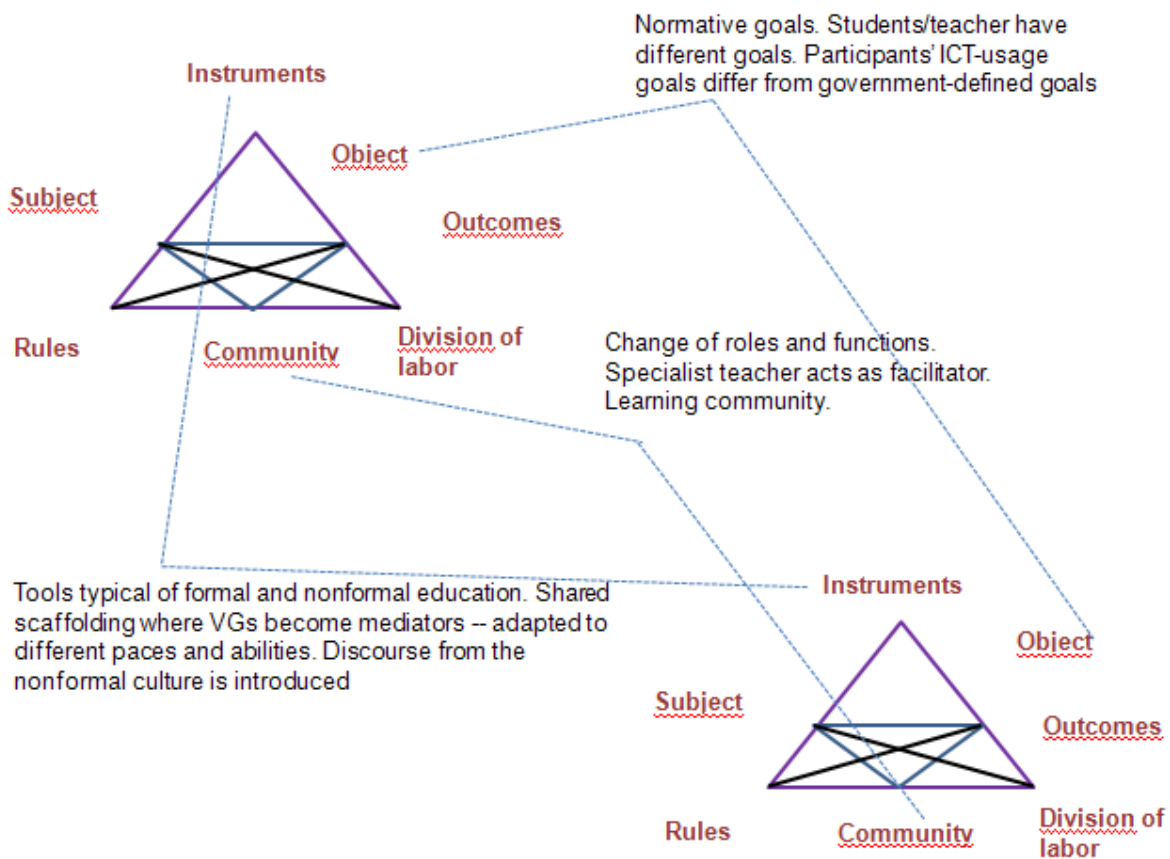 Normative goals. Students/teacher have
different goals. Participants' ICT-usage
goals differ from government-defined goals
Instruments
Object
Subject
Outcomes
Rules
Community
Division of
labor
Change of roles and functions.
Specialist teacher acts as facilitator.
Learning community.
Tools typical of formal and nonformal education. Shared
scaffolding where VGs become mediators -- adapted to
different paces and abilities. Discourse from the
nonformal culture is introduced
Instruments
Object
Subject
Outcomes
Rules
Community
Division of
labor